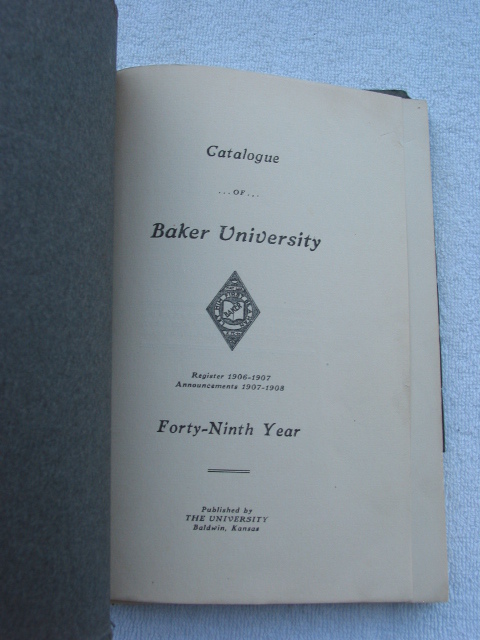 Catalogue
...OF...
Baker University
BAKER
Register 1906-1907
Announcements 1907-1908
Forty-Ninth Year
Published by
THE UNIVERSITY
Baldwin, Kansas